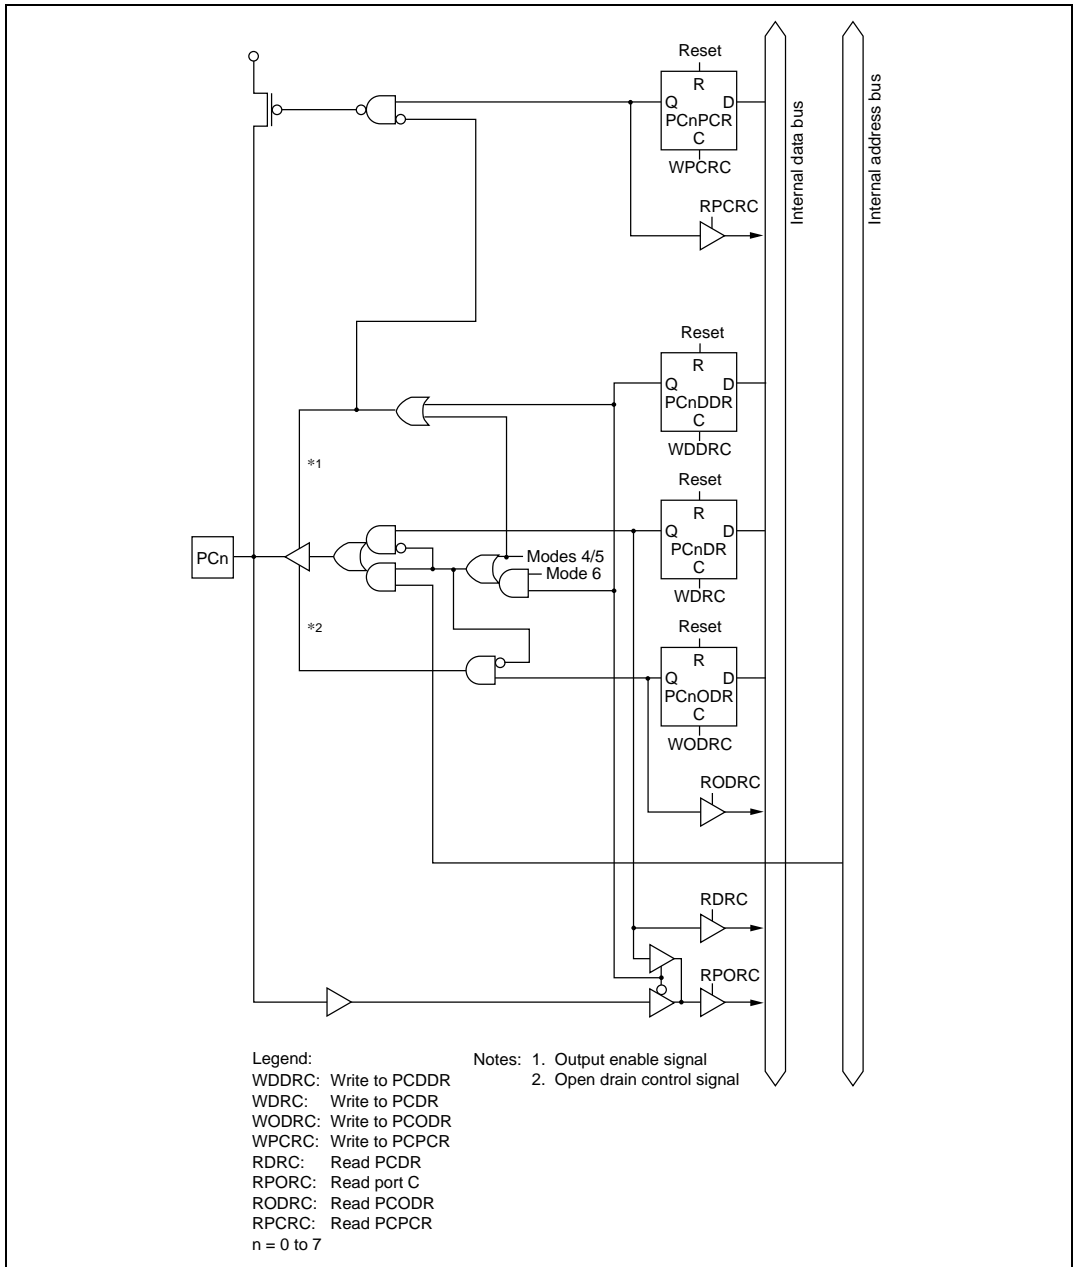 Reset
R
Q D
PCnPCR
C
WPCRC
Internal data bus
Internal address bus
RPCRC
Reset
R
Q D
PCnDDR
C
WDDRC
*1
Reset
R
Q D
PCnDR
C
WDRC
PCn
Modes 4/5
Mode 6
*2
Reset
R
Q D
PCnODR
C
WODRC
RODRC
RDRC
RPORC
Legend:
WDDRC: Write to PCDDR
WDRC: Write to PCDR
WODRC: Write to PCODR
WPCRC: Write to PCPCR
RDRC: Read PCDR
RPORC: Read port C
RODRC: Read PCODR
RPCRC: Read PCPCR
n = 0 to 7
Notes: 1. Output enable signal
2. Open drain control signal